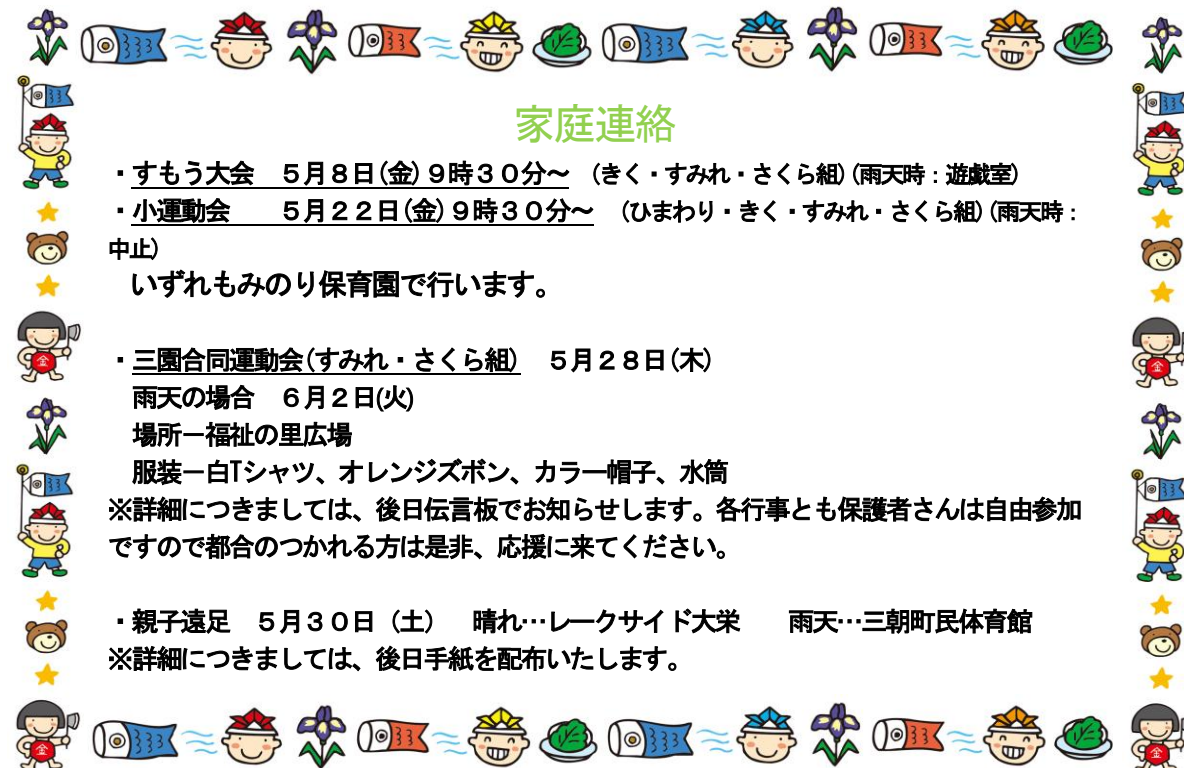 家庭連絡
・すもう大会　５月８日(金)９時３０分～　(きく・すみれ・さくら組)(雨天時：遊戯室)
・小運動会　　５月２２日(金)９時３０分～　(ひまわり・きく・すみれ・さくら組)(雨天時：
中止)
いずれもみのり保育園で行います。
・三園合同運動会(すみれ・さくら組)　５月２８日(木)
雨天の場合　６月２日(火)
場所－福祉の里広場
服装－白Tシャツ、オレンジズボン、カラー帽子、水筒
※詳細につきましては、後日伝言板でお知らせします。各行事とも保護者さんは自由参加
ですので都合のつかれる方は是非、応援に来てください。
・親子遠足　５月３０日（土）　晴れ…レークサイド大栄　　雨天…三朝町民体育館
※詳細につきましては、後日手紙を配布いたします。
金
金
金
金